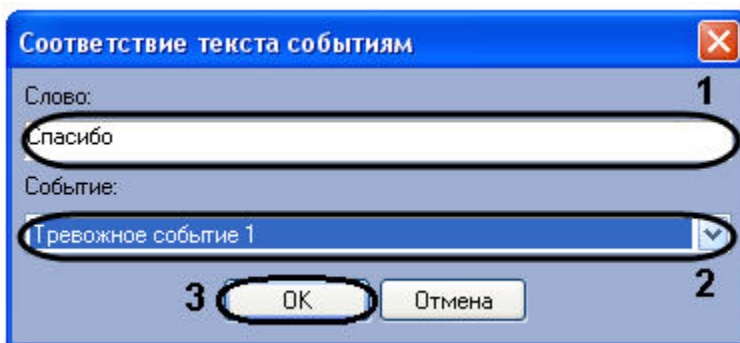 Соответствие текста событиям
Слово:
1
Спасибо
Событие:
Тревожное событие 1
2
3 OK Отмена